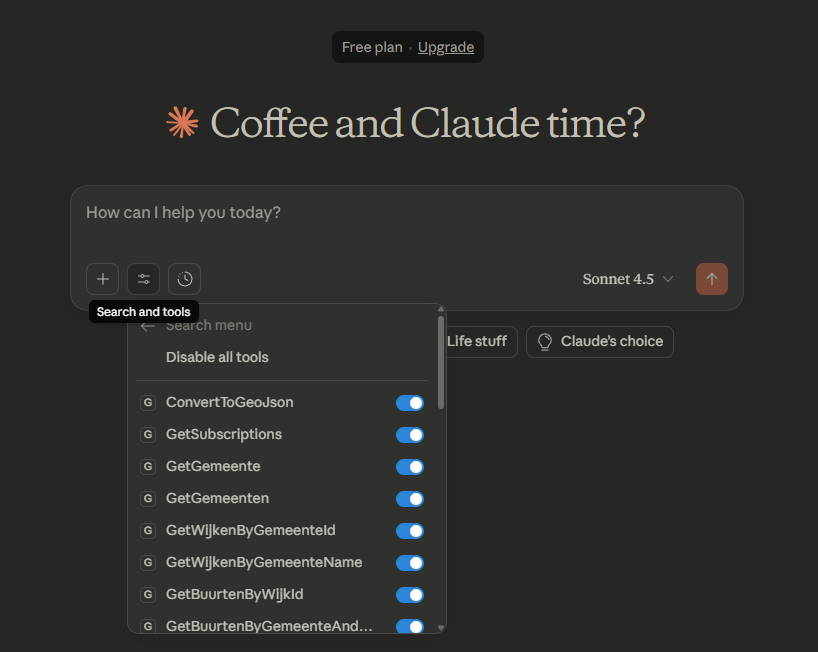 Free plan · Upgrade
Coffee and Claude time?
How can I help you today?
Sonnet 4.5
Search and tools
Search menu
Life stuff
Claude's choice
Disable all tools
G ConvertToGeoJson
G GetSubscriptions
G GetGemeente
G GetGemeenten
G GetWijkenByGemeenteId
G GetWijkenByGemeenteName
G GetBuurtenByWijkId
G GetBuurtenByGemeenteAnd...